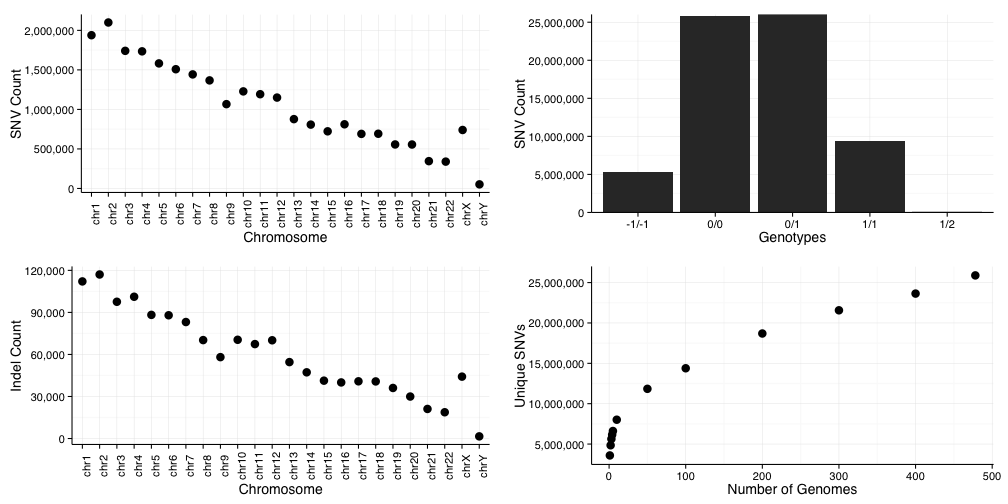 2,000,000
1,500,000
1,000,000
500,000
0
SNV Count
chr1 chr2 chr3 chr4 chr5 chr6 chr7 chr8 chr9 chr10 chr11 chr12 chr13 chr14 chr15 chr16 chr17 chr18 chr19 chr20 chr21 chr22 chrX chrY
Chromosome
25,000,000
20,000,000
15,000,000
10,000,000
5,000,000
0
SNV Count
-1/-1 0/0 0/1 1/1 1/2
Genotypes
120,000
90,000
60,000
30,000
0
Indel Count
chr1 chr2 chr3 chr4 chr5 chr6 chr7 chr8 chr9 chr10 chr11 chr12 chr13 chr14 chr15 chr16 chr17 chr18 chr19 chr20 chr21 chr22 chrX chrY
Chromosome
25,000,000
20,000,000
15,000,000
10,000,000
5,000,000
Unique SNVs
0 100 200 300 400 500
Number of Genomes